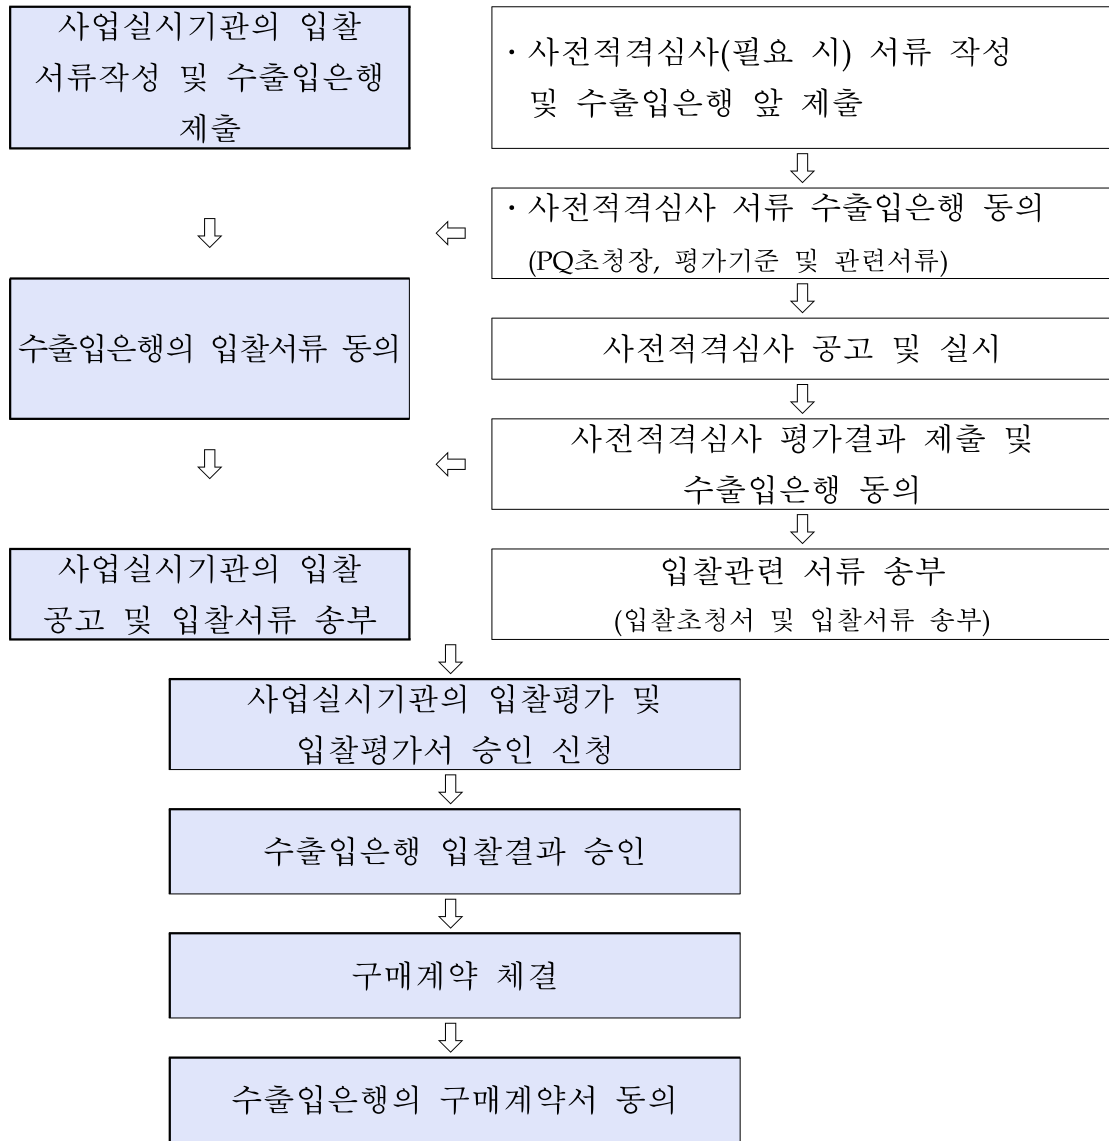 사업실시기관의 입찰
서류작성 및 수출입은행
제출
· 사전적격심사(필요 시) 서류 작성
및 수출입은행 앞 제출
· 사전적격심사 서류 수출입은행 동의
(PQ초청장, 평가기준 및 관련서류)
수출입은행의 입찰서류 동의
사전적격심사 공고 및 실시
사전적격심사 평가결과 제출 및
수출입은행 동의
사업실시기관의 입찰
공고 및 입찰서류 송부
입찰관련 서류 송부
(입찰초청서 및 입찰서류 송부)
사업실시기관의 입찰평가 및
입찰평가서 승인 신청
수출입은행 입찰결과 승인
구매계약 체결
수출입은행의 구매계약서 동의